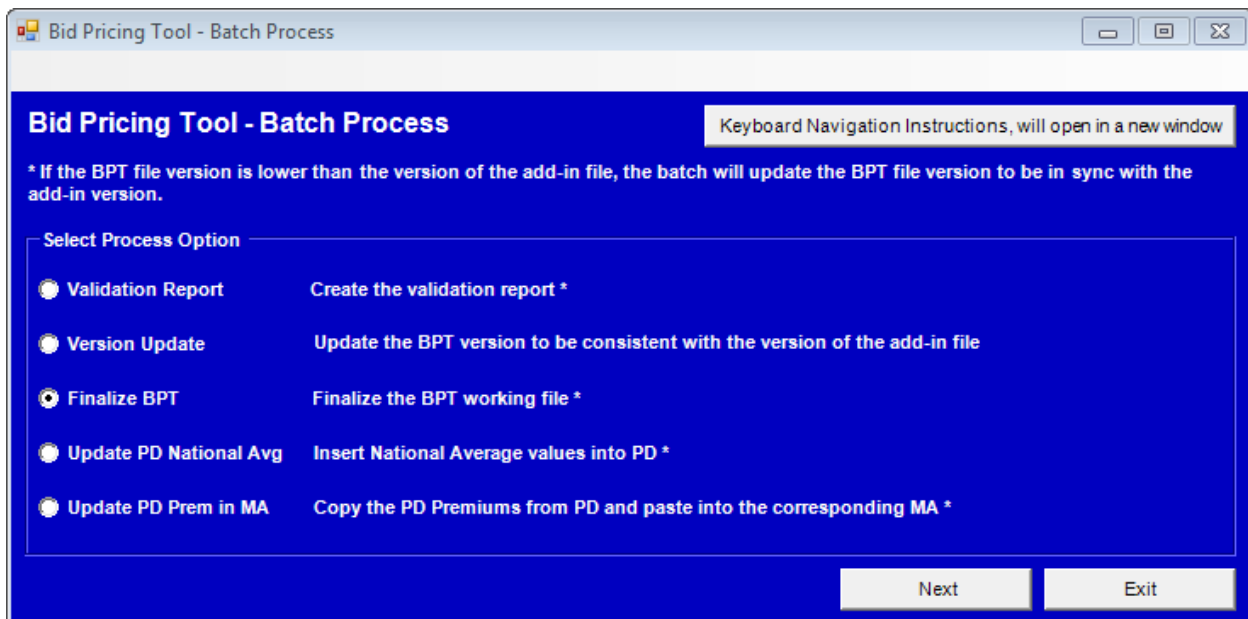 Bid Pricing Tool - Batch Process
Bid Pricing Tool - Batch Process
Keyboard Navigation Instructions, will open in a new window
* If the BPT file version is lower than the version of the add-in file, the batch will update the BPT file version to be in sync with the
add-in version.
Select Process Option
Validation Report Create the validation report *
Version Update Update the BPT version to be consistent with the version of the add-in file
Finalize BPT Finalize the BPT working file *
Update PD National Avg Insert National Average values into PD *
Update PD Prem in MA Copy the PD Premiums from PD and paste into the corresponding MA *
Next Exit